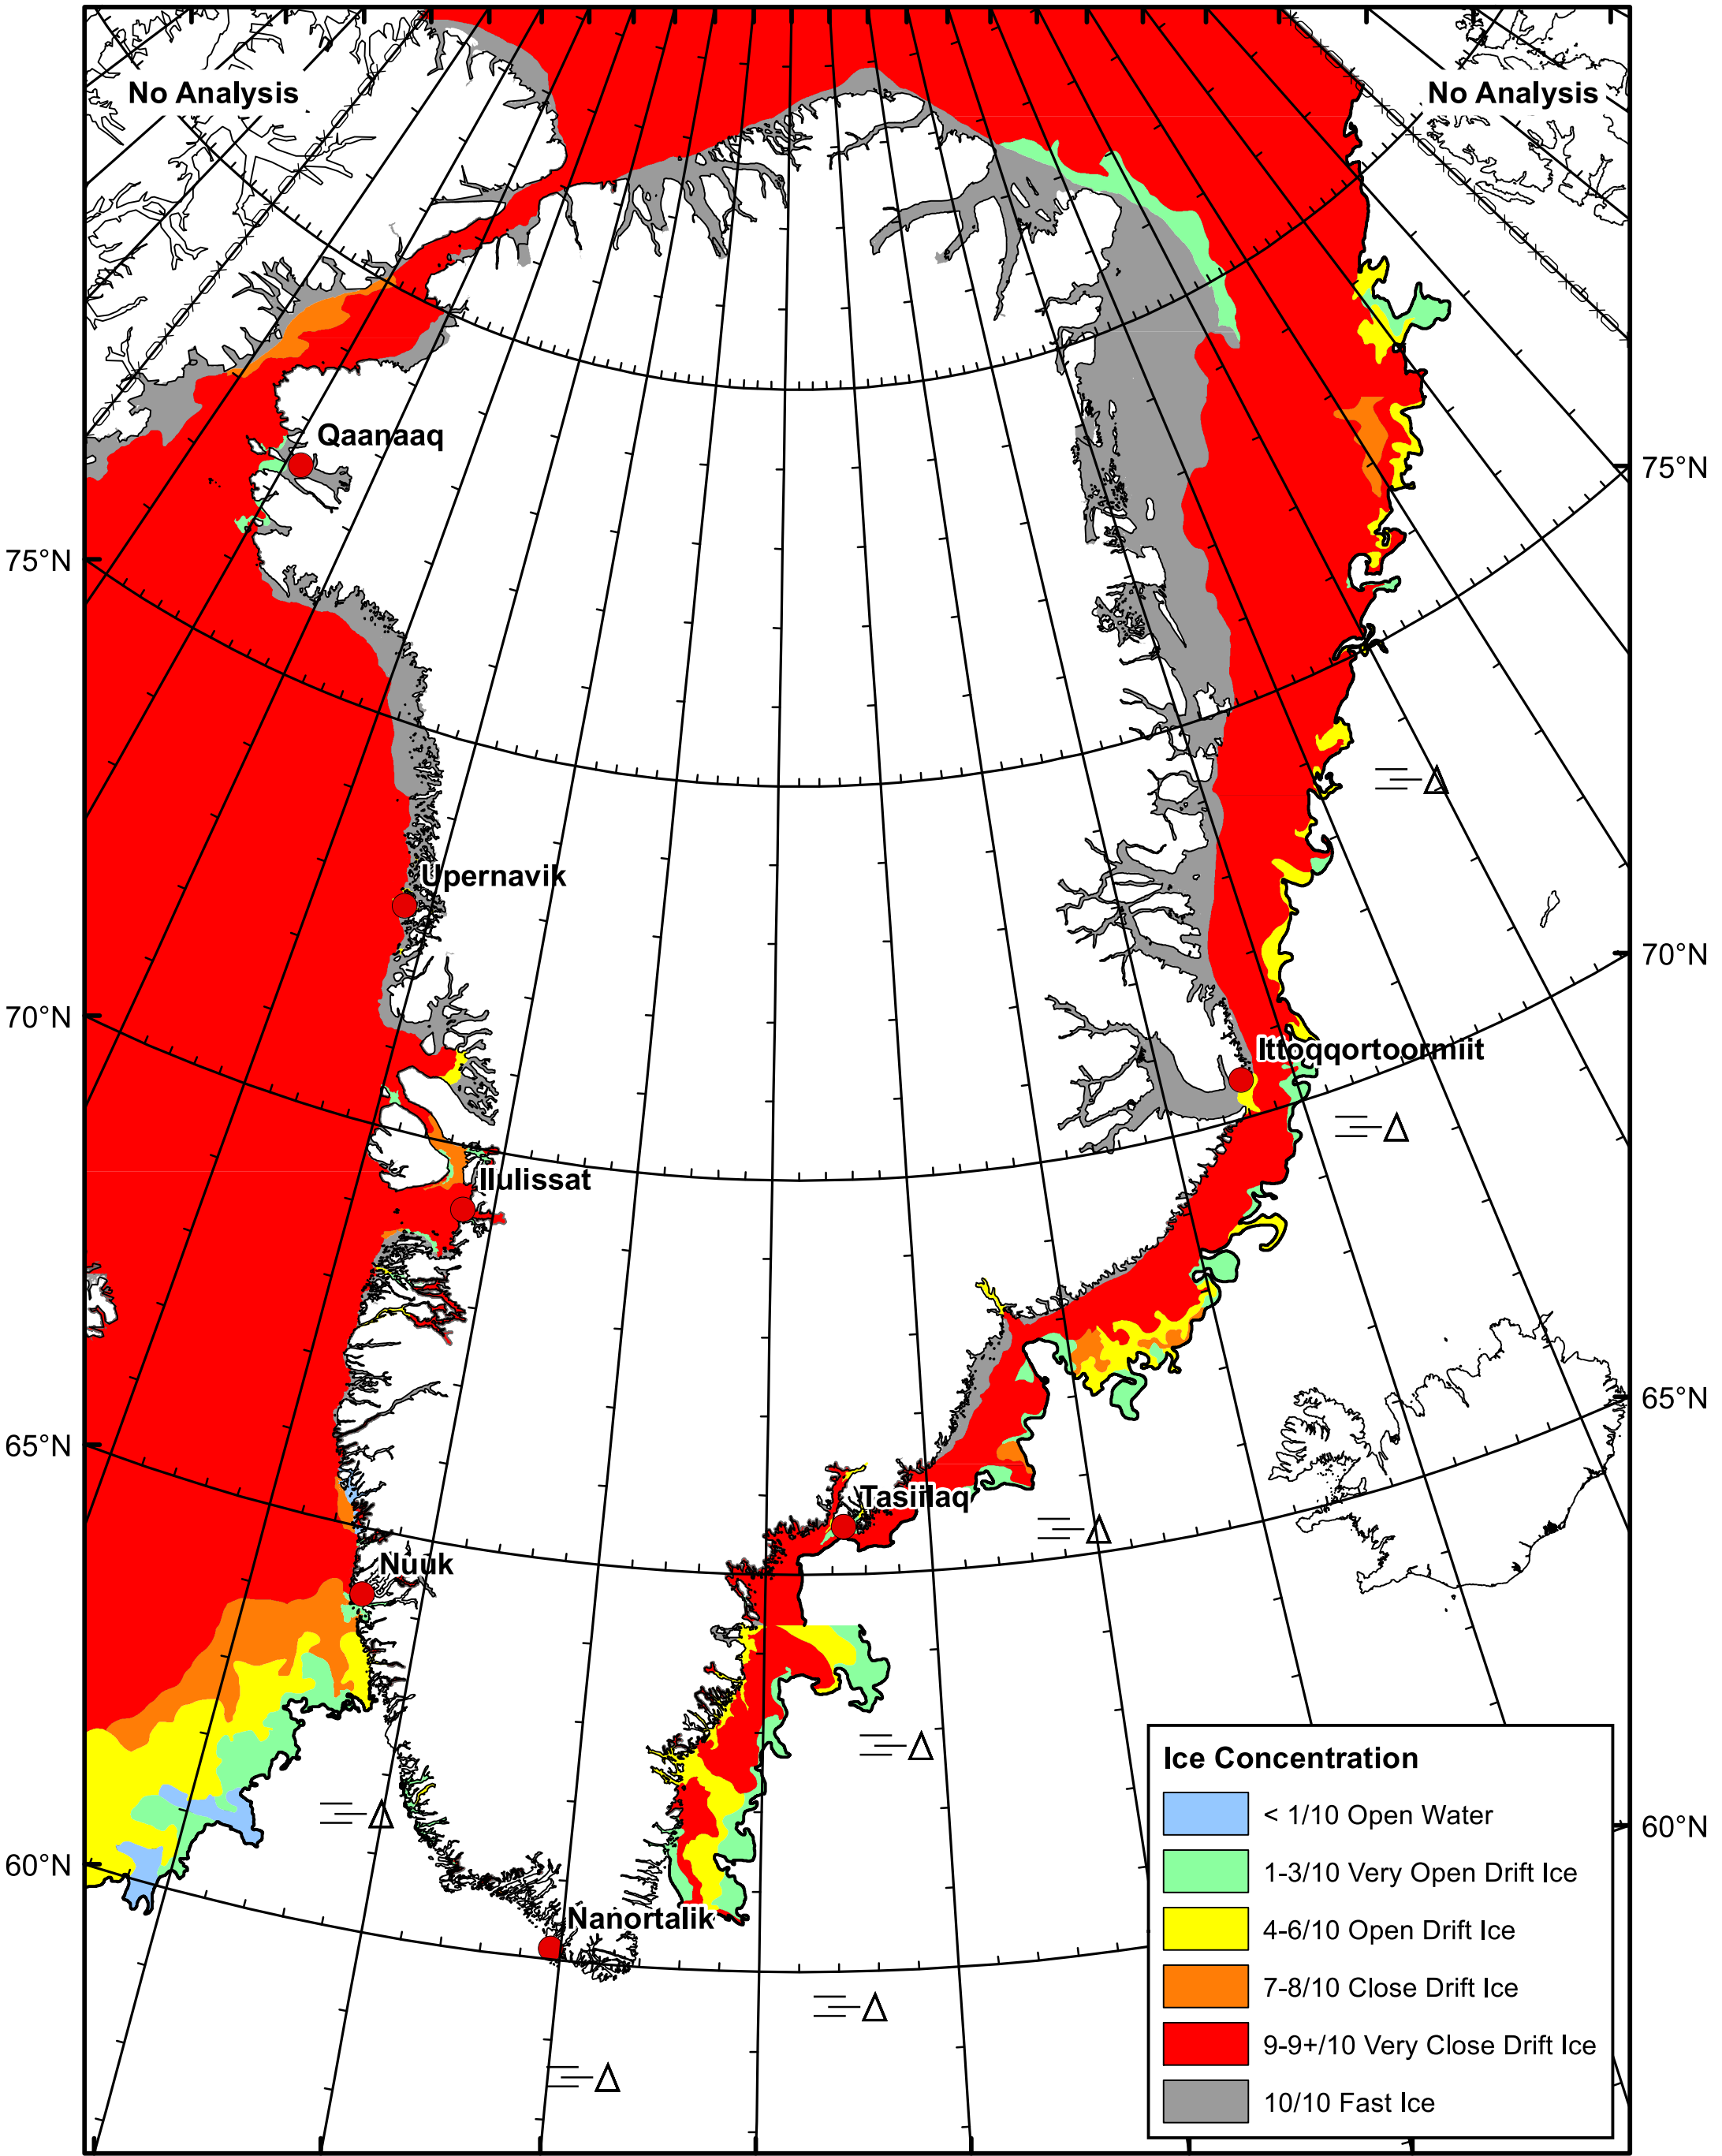 No Analysis
No Analysis
Qaanaaq
75°N
75°N
Upernavik
70°N
70°N
Ittoqqortoormiit
Ilulissat
65°N
65°N
Tasiilaq
Nuuk
Ice Concentration
< 1/10 Open Water
60°N
60°N
1-3/10 Very Open Drift Ice
Nanortalik
4-6/10 Open Drift Ice
7-8/10 Close Drift Ice
9-9+/10 Very Close Drift Ice
10/10 Fast Ice